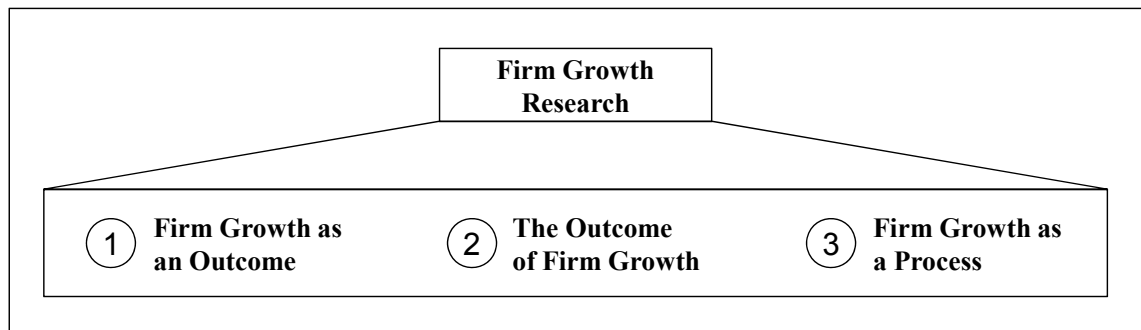 Firm Growth
Research
1
Firm Growth as
an Outcome
2
The Outcome
of Firm Growth
3
Firm Growth as
a Process